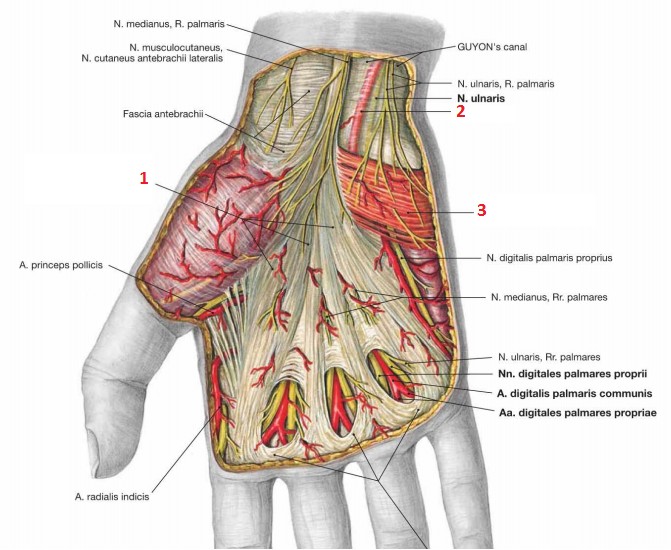 N. medianus, R. palmaris
N. musculocutaneus,
N. cutaneus antebrachii lateralis
GUYON's canal
N. ulnaris, R. palmaris
N. ulnaris
2
Fascia antebrachii
1
3
N. digitalis palmaris proprius
A. princeps pollicis
N. medianus, Rr. palmares
N. ulnaris, Rr. palmares
Nn. digitales palmares proprii
A. digitalis palmaris communis
Aa. digitales palmares propriae
A. radialis indicis